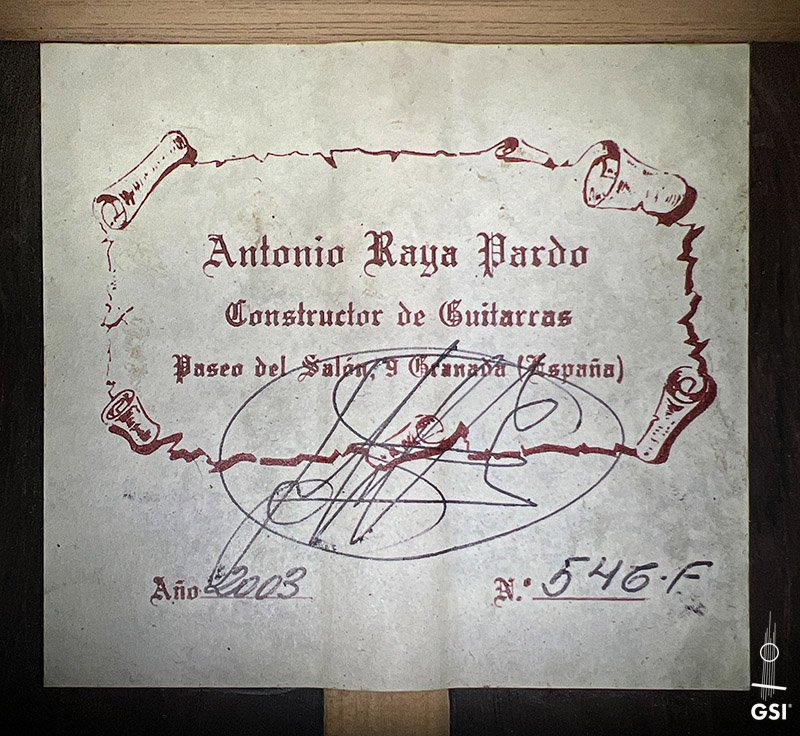 Antonio Raya Pardo
Constructor de Guitarras
Paseo del Salón, 9 Granada (España)
Año 2003
N.º 546-F
GSI